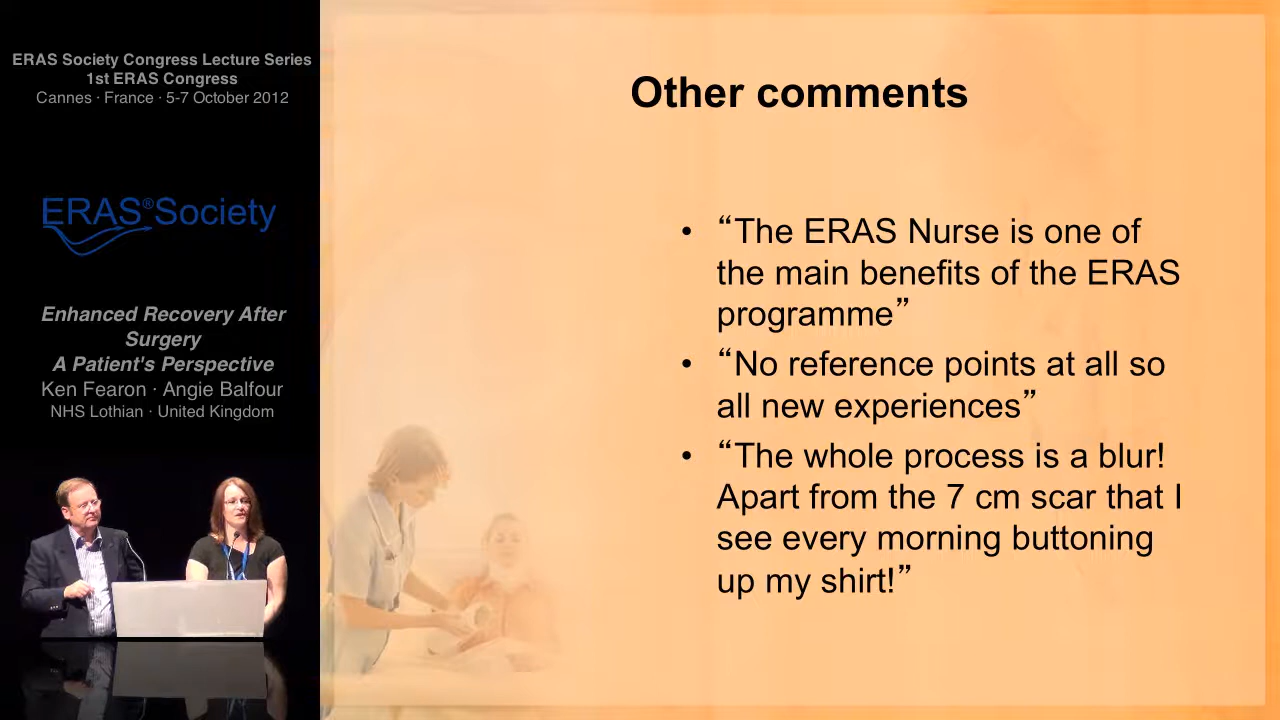 ERAS Society Congress Lecture Series
1st ERAS Congress
Cannes · France · 5-7 October 2012
ERAS®Society
Enhanced Recovery After
Surgery
A Patient's Perspective
Ken Fearon · Angie Balfour
NHS Lothian · United Kingdom
Other comments
• “The ERAS Nurse is one of
the main benefits of the ERAS
programme”
• “No reference points at all so
all new experiences”
• “The whole process is a blur!
Apart from the 7 cm scar that I
see every morning buttoning
up my shirt!”